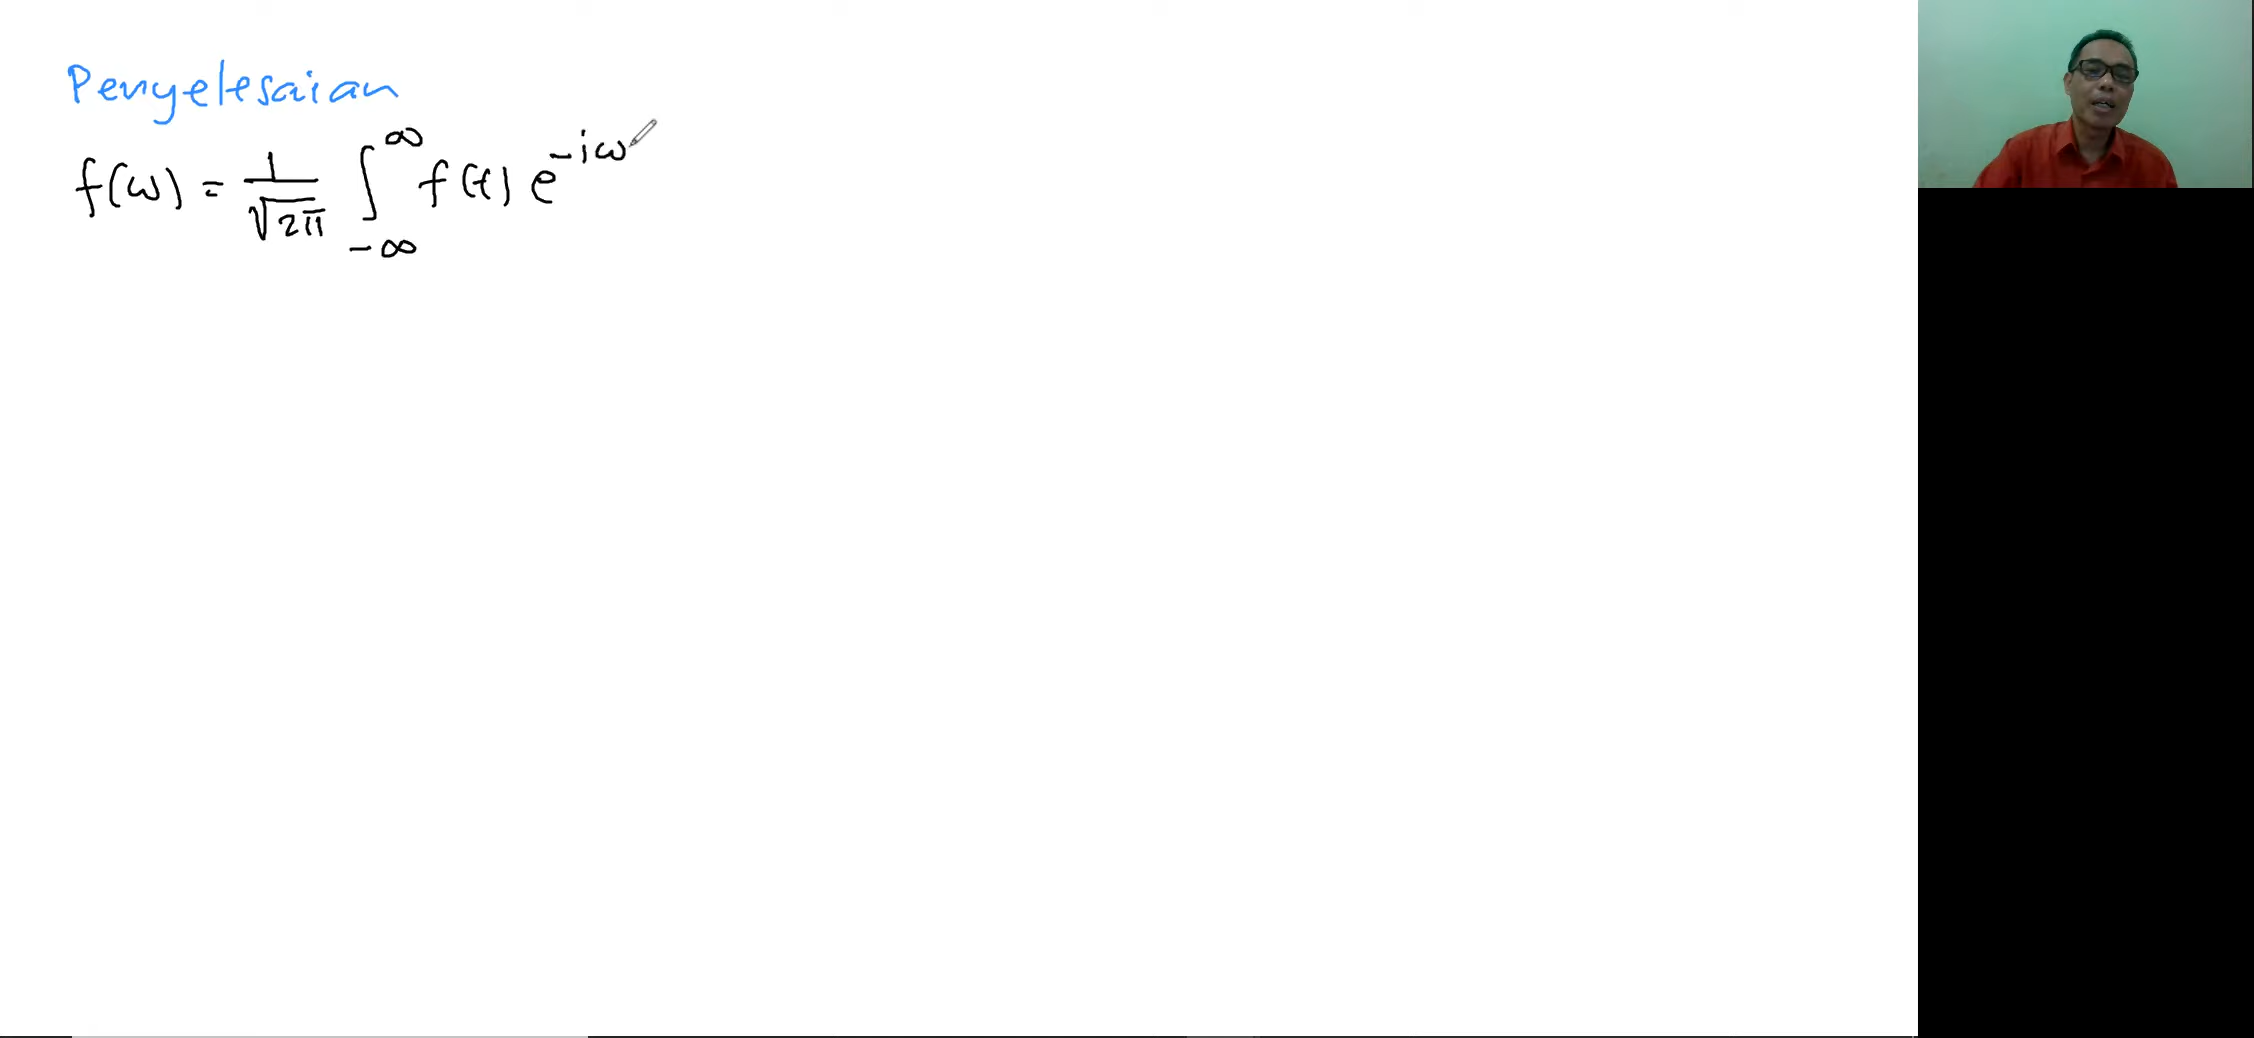 Penyelesaian
f(ω) = 1/√2π ∫_{-∞}^{∞} f(t) e^{-iω}